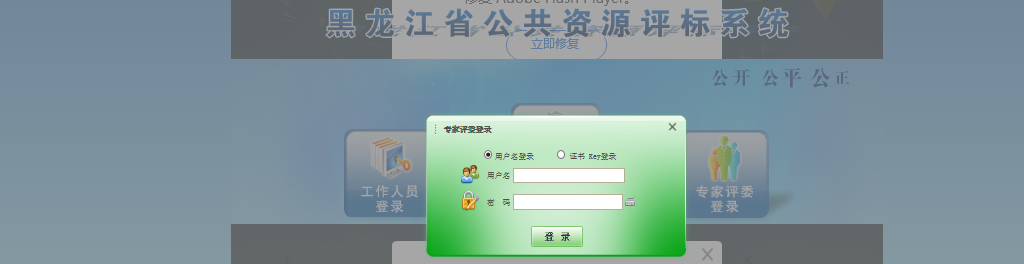 修复 Adobe Flash Player。
黑龙江省公共资源评标系统
立即修复
公开 公平 公正
专家评委登录
用户名登录 证书 Key登录
用户名
密 码
登 录
工作人员
登录
专家评委
登录